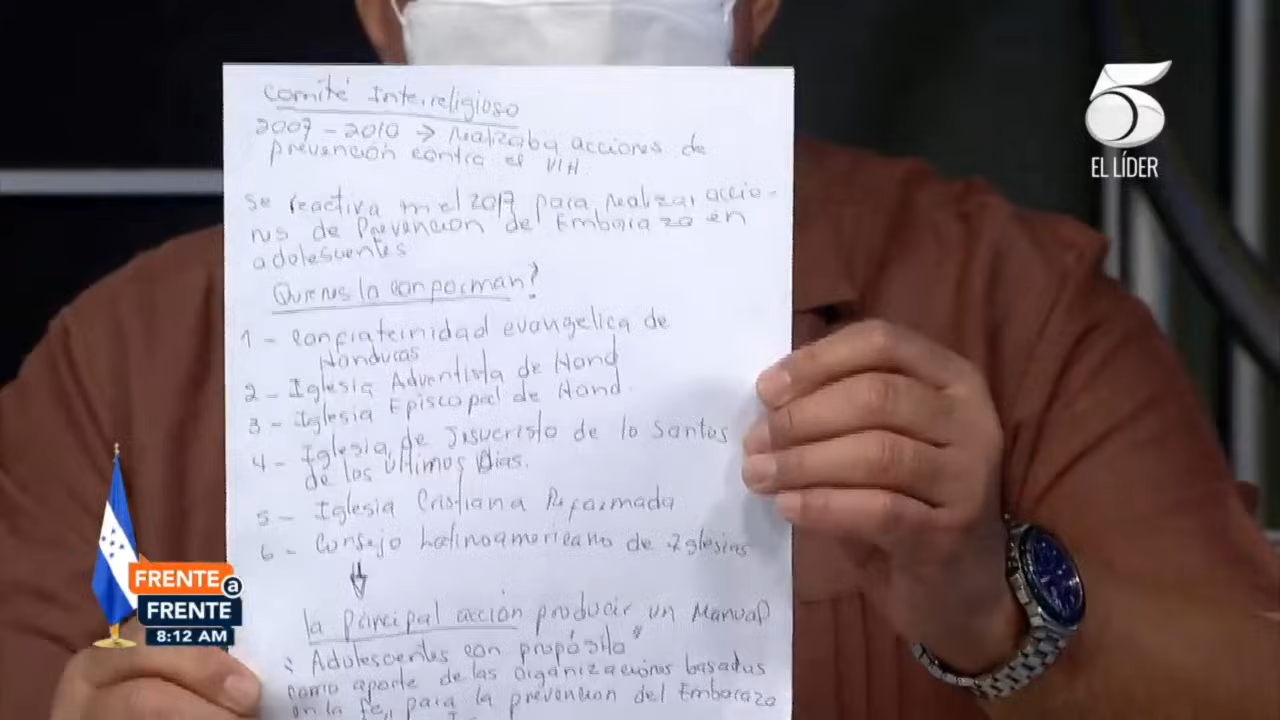 Comité Interreligioso
2007 - 2010 → Realizaba acciones de
prevención contra el VIH.
Se reactiva en el 2017 para realizar accio-
nes de Prevencion de Embarazo en
adolescentes
Quienes la conforman?
1 - Confraternidad evangelica de
Honduras
2 - Iglesia Adventista de Hond
3 - Iglesia Episcopal de Hond.
4 - Iglesia de Jesucristo de lo Santos
de los Ultimos Dias.
5 - Iglesia Cristiana Reformada
6 - Consejo Latinoamericano de Iglesias
la Principal acción producir un Manual
"Adolescentes con propósito"
como aporte de las organizaciones basadas
en la fe, para la prevencion del Embarazo
5
EL LÍDER
FRENTE a
FRENTE
8:12 AM